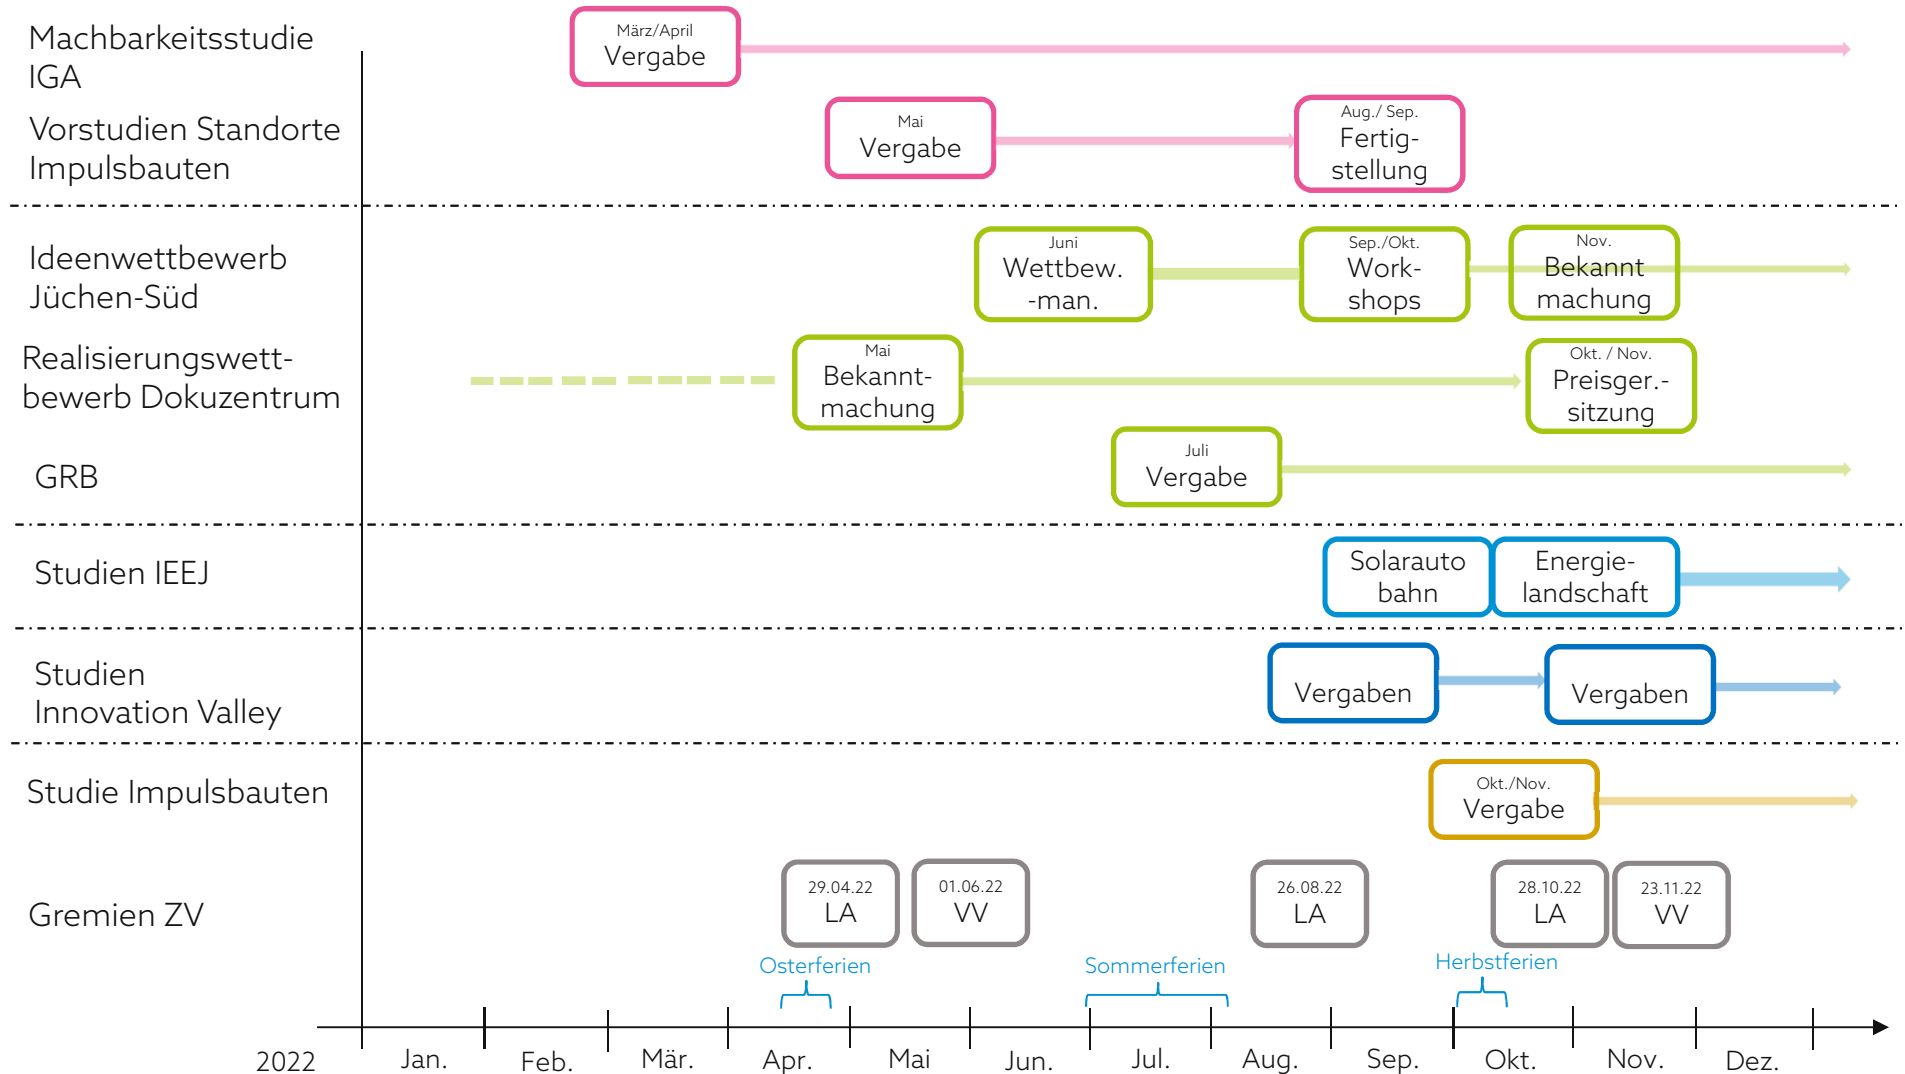 Machbarkeitsstudie
IGA
März/April
Vergabe
Vorstudien Standorte
Impulsbauten
Mai
Vergabe
Aug./ Sep.
Fertig-
stellung
Ideenwettbewerb
Jüchen-Süd
Juni
Wettbew.
-man.
Sep./Okt.
Work-
shops
Nov.
Bekannt
machung
Realisierungswett-
bewerb Dokuzentrum
Mai
Bekannt-
machung
Okt. / Nov.
Preisger.-
sitzung
GRB
Juli
Vergabe
Studien IEEJ
Solarauto
bahn
Energie-
landschaft
Studien
Innovation Valley
Vergaben
Vergaben
Studie Impulsbauten
Okt./Nov.
Vergabe
Gremien ZV
29.04.22
LA
01.06.22
VV
26.08.22
LA
28.10.22
LA
23.11.22
VV
Osterferien
Sommerferien
Herbstferien
2022
Jan.
Feb.
Mär.
Apr.
Mai
Jun.
Jul.
Aug.
Sep.
Okt.
Nov.
Dez.